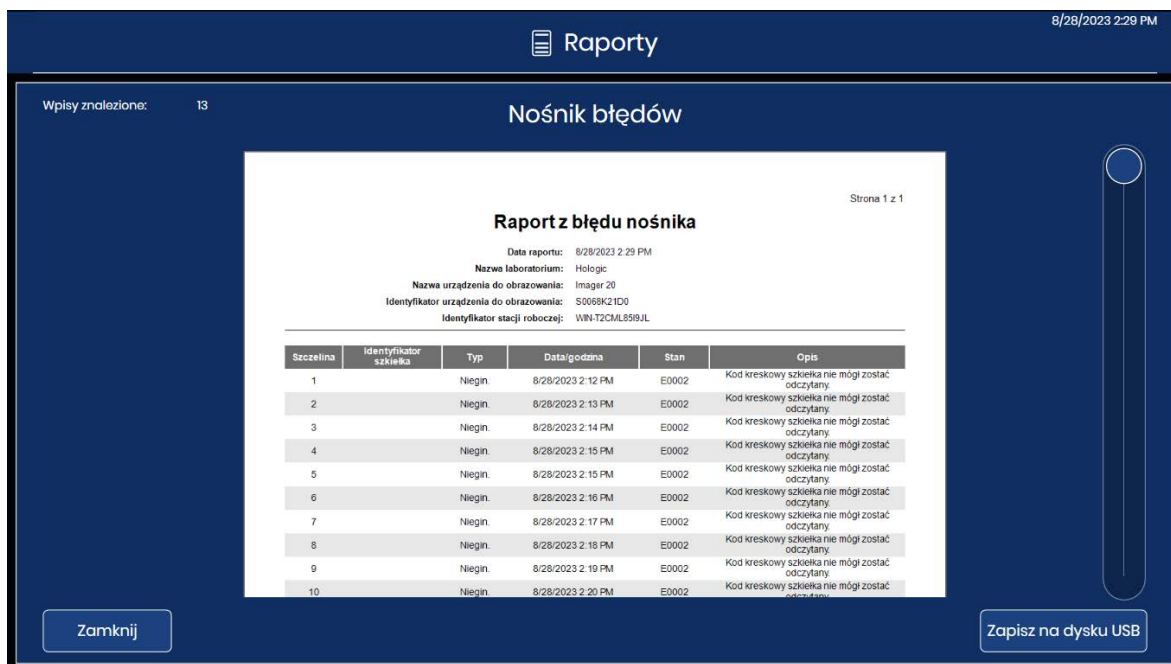 8/28/2023 2:29 PM
Raporty
Wpisy znalezione: 13
Nośnik błędów
Strona 1 z 1
Raport z błędu nośnika
Data raportu: 8/28/2023 2:29 PM
Nazwa laboratorium: Hologic
Nazwa urządzenia do obrazowania: Imager 20
Identyfikator urządzenia do obrazowania: S0068K21D0
Identyfikator stacji roboczej: WIN-T2CML85I9JL
Szczelina Identyfikator szkiełka Typ Data/godzina Stan Opis
1 Niegin. 8/28/2023 2:12 PM E0002 Kod kreskowy szkiełka nie mógł zostać
odczytany.
2 Niegin. 8/28/2023 2:13 PM E0002 Kod kreskowy szkiełka nie mógł zostać
odczytany.
3 Niegin. 8/28/2023 2:14 PM E0002 Kod kreskowy szkiełka nie mógł zostać
odczytany.
4 Niegin. 8/28/2023 2:15 PM E0002 Kod kreskowy szkiełka nie mógł zostać
odczytany.
5 Niegin. 8/28/2023 2:15 PM E0002 Kod kreskowy szkiełka nie mógł zostać
odczytany.
6 Niegin. 8/28/2023 2:16 PM E0002 Kod kreskowy szkiełka nie mógł zostać
odczytany.
7 Niegin. 8/28/2023 2:17 PM E0002 Kod kreskowy szkiełka nie mógł zostać
odczytany.
8 Niegin. 8/28/2023 2:18 PM E0002 Kod kreskowy szkiełka nie mógł zostać
odczytany.
9 Niegin. 8/28/2023 2:19 PM E0002 Kod kreskowy szkiełka nie mógł zostać
odczytany.
10 Niegin. 8/28/2023 2:20 PM E0002 Kod kreskowy szkiełka nie mógł zostać
odczytany.
Zamknij
Zapisz na dysku USB